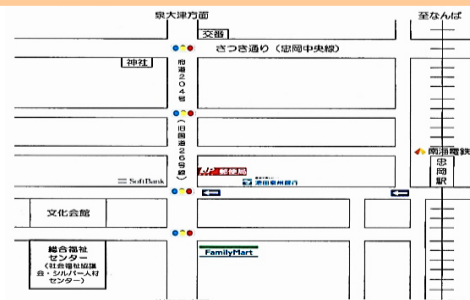 泉大津方面
至なんば
交番
さつき通り（忠岡中央線）
神社
府道204号
（旧国道26号線）
南海電鉄
忠岡駅
JP 郵便局
SoftBank
池田泉州銀行
文化会館
総合福祉
センター
（社会福祉協議
会・シルバー人材
センター）
FamilyMart